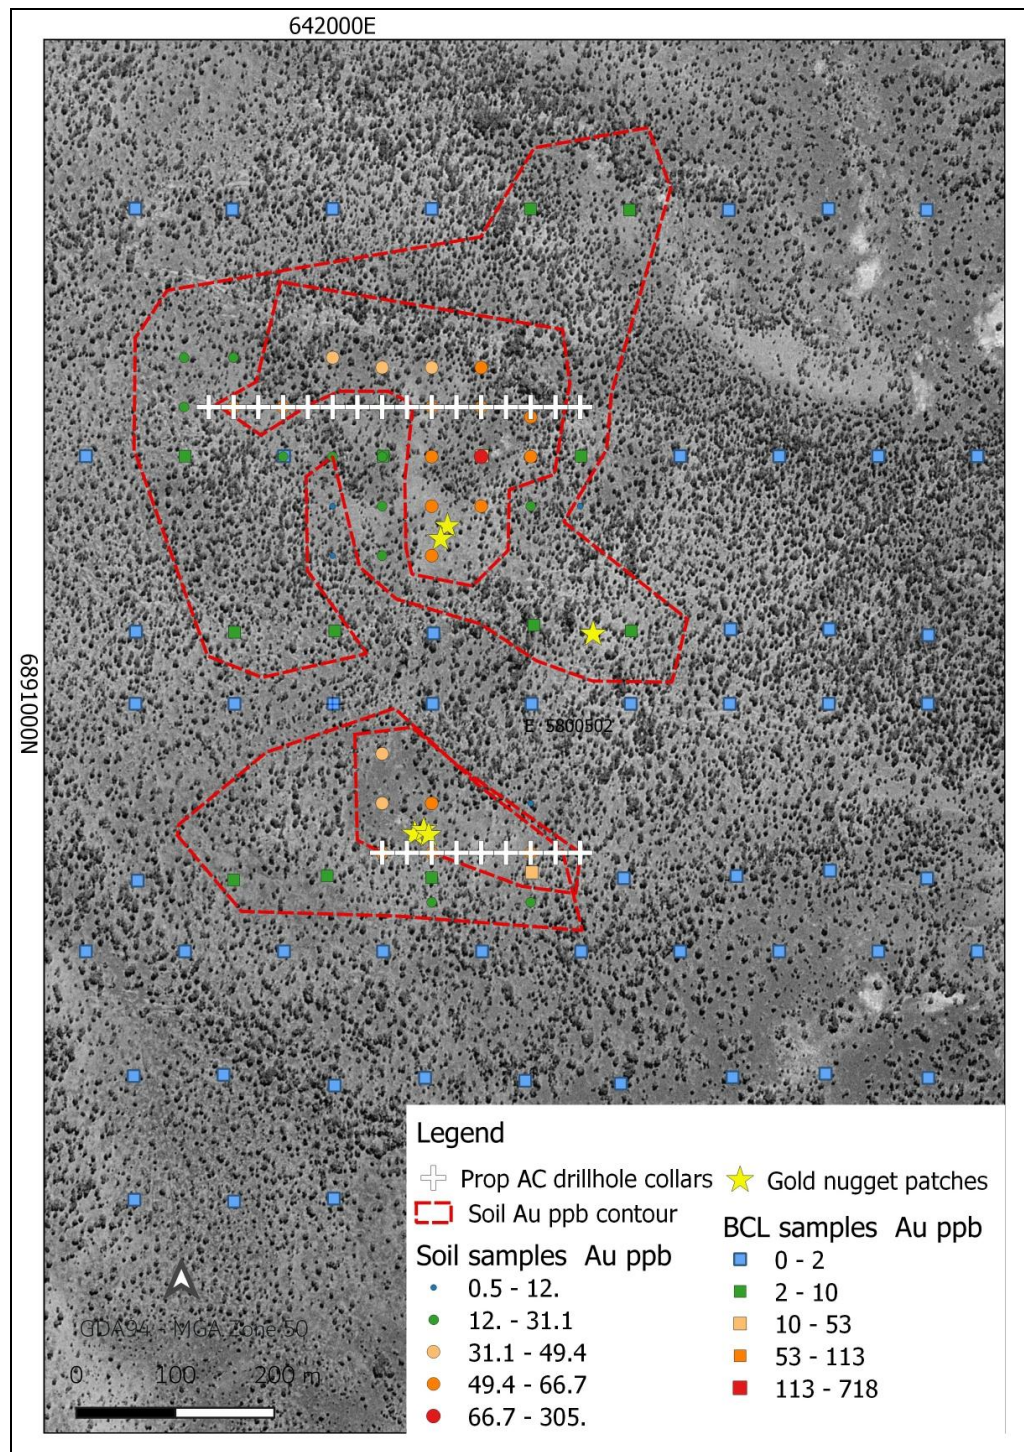 642000E
6891000N
E 5800502
Legend
Prop AC drillhole collars
Gold nugget patches
Soil Au ppb contour
Soil samples Au ppb
0.5 - 12.
12. - 31.1
31.1 - 49.4
49.4 - 66.7
66.7 - 305.
BCL samples Au ppb
0 - 2
2 - 10
10 - 53
53 - 113
113 - 718
GDA94 - MGA Zone 50
0 100 200 m